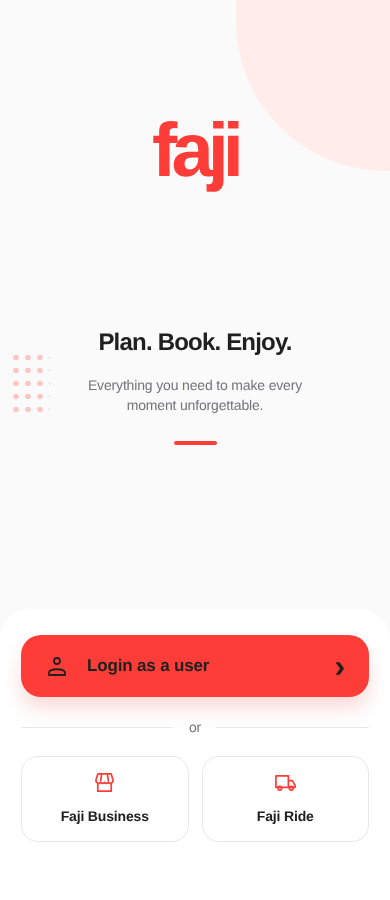 faji
Plan. Book. Enjoy.
Everything you need to make every
moment unforgettable.
Login as a user
or
Faji Business
Faji Ride